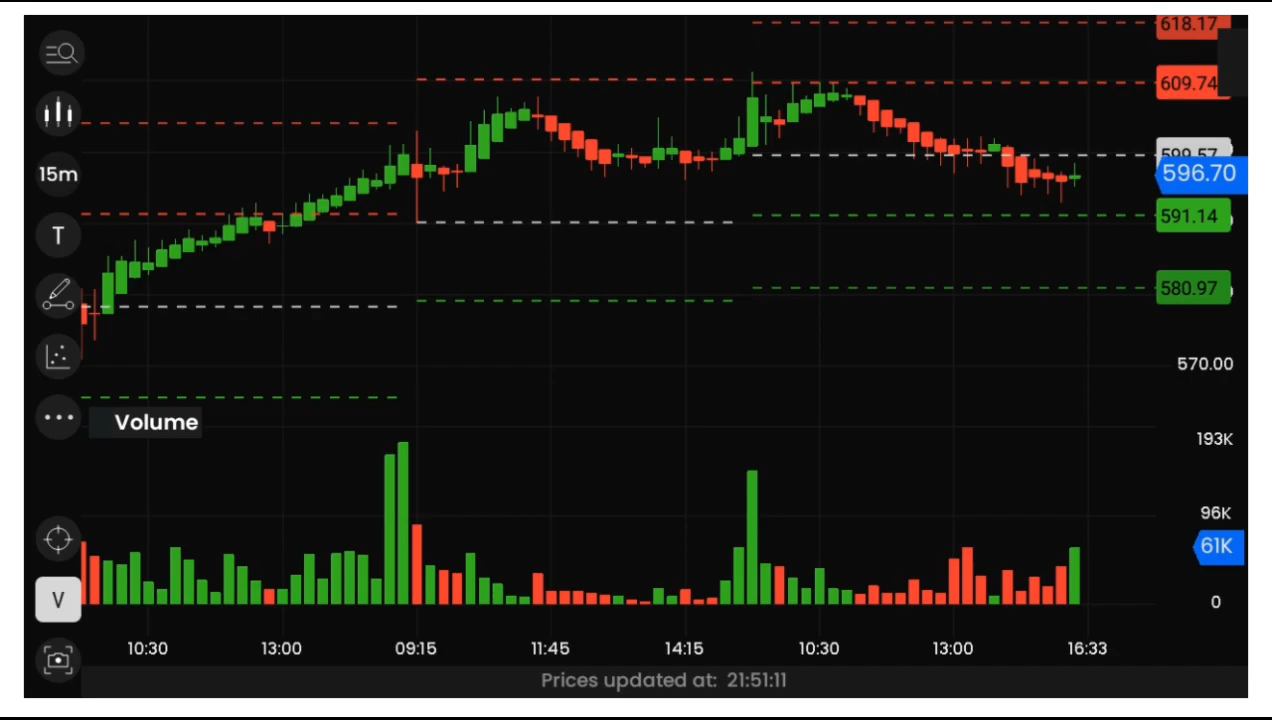 618.17
609.74
599.57
15m
596.70
591.14
T
580.97
570.00
Volume
193K
96K
61K
V
0
10:30 13:00 09:15 11:45 14:15 10:30 13:00 16:33
Prices updated at: 21:51:11